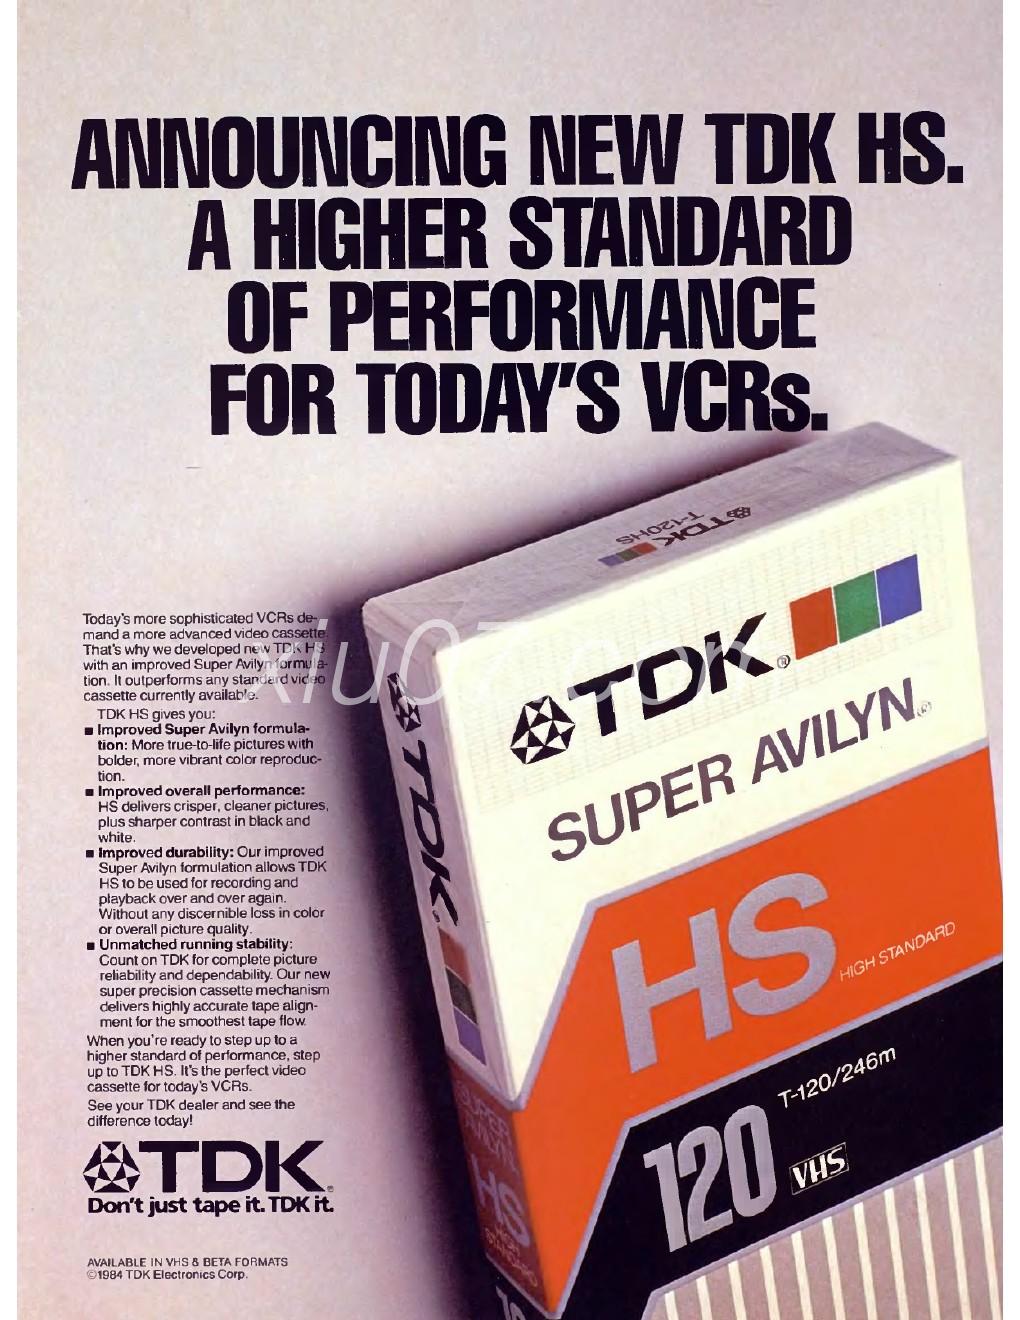 ANNOUNCING NEW TDK HS.
A HIGHER STANDARD
OF PERFORMANCE
FOR TODAY'S VCRs.
Today's more sophisticated VCRs de-
mand a more advanced video cassette.
That's why we developed new TDK HS
with an improved Super Avilyn formula-
tion. It outperforms any standard video
cassette currently available.
TDK HS gives you:
■ Improved Super Avilyn formula-
tion: More true-to-life pictures with
bolder, more vibrant color reproduc-
tion.
■ Improved overall performance:
HS delivers crisper, cleaner pictures,
plus sharper contrast in black and
white.
■ Improved durability: Our improved
Super Avilyn formulation allows TDK
HS to be used for recording and
playback over and over again.
Without any discernible loss in color
or overall picture quality.
■ Unmatched running stability:
Count on TDK for complete picture
reliability and dependability. Our new
super precision cassette mechanism
delivers highly accurate tape align-
ment for the smoothest tape flow.
When you're ready to step up to a
higher standard of performance, step
up to TDK HS. It's the perfect video
cassette for today's VCRs.
See your TDK dealer and see the
difference today!
TDK®
Don't just tape it. TDK it.
AVAILABLE IN VHS & BETA FORMATS
©1984 TDK Electronics Corp.
TDK
T-120HS
TDK®
SUPER AVILYN®
HS
HIGH STANDARD
T-120/246m
120
VHS
TDK
SUPER
AVILYN
HS
HIGH
STANDARD